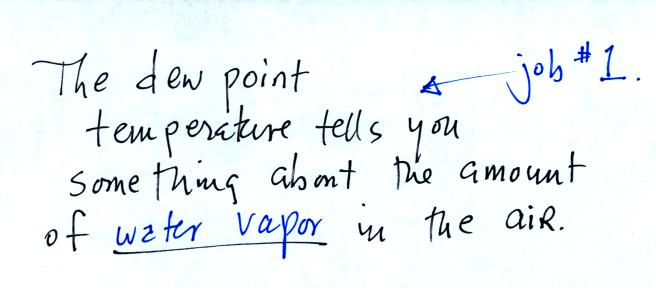 The dew point
job #1.
temperature tells you
something about the amount
of water vapor in the air.